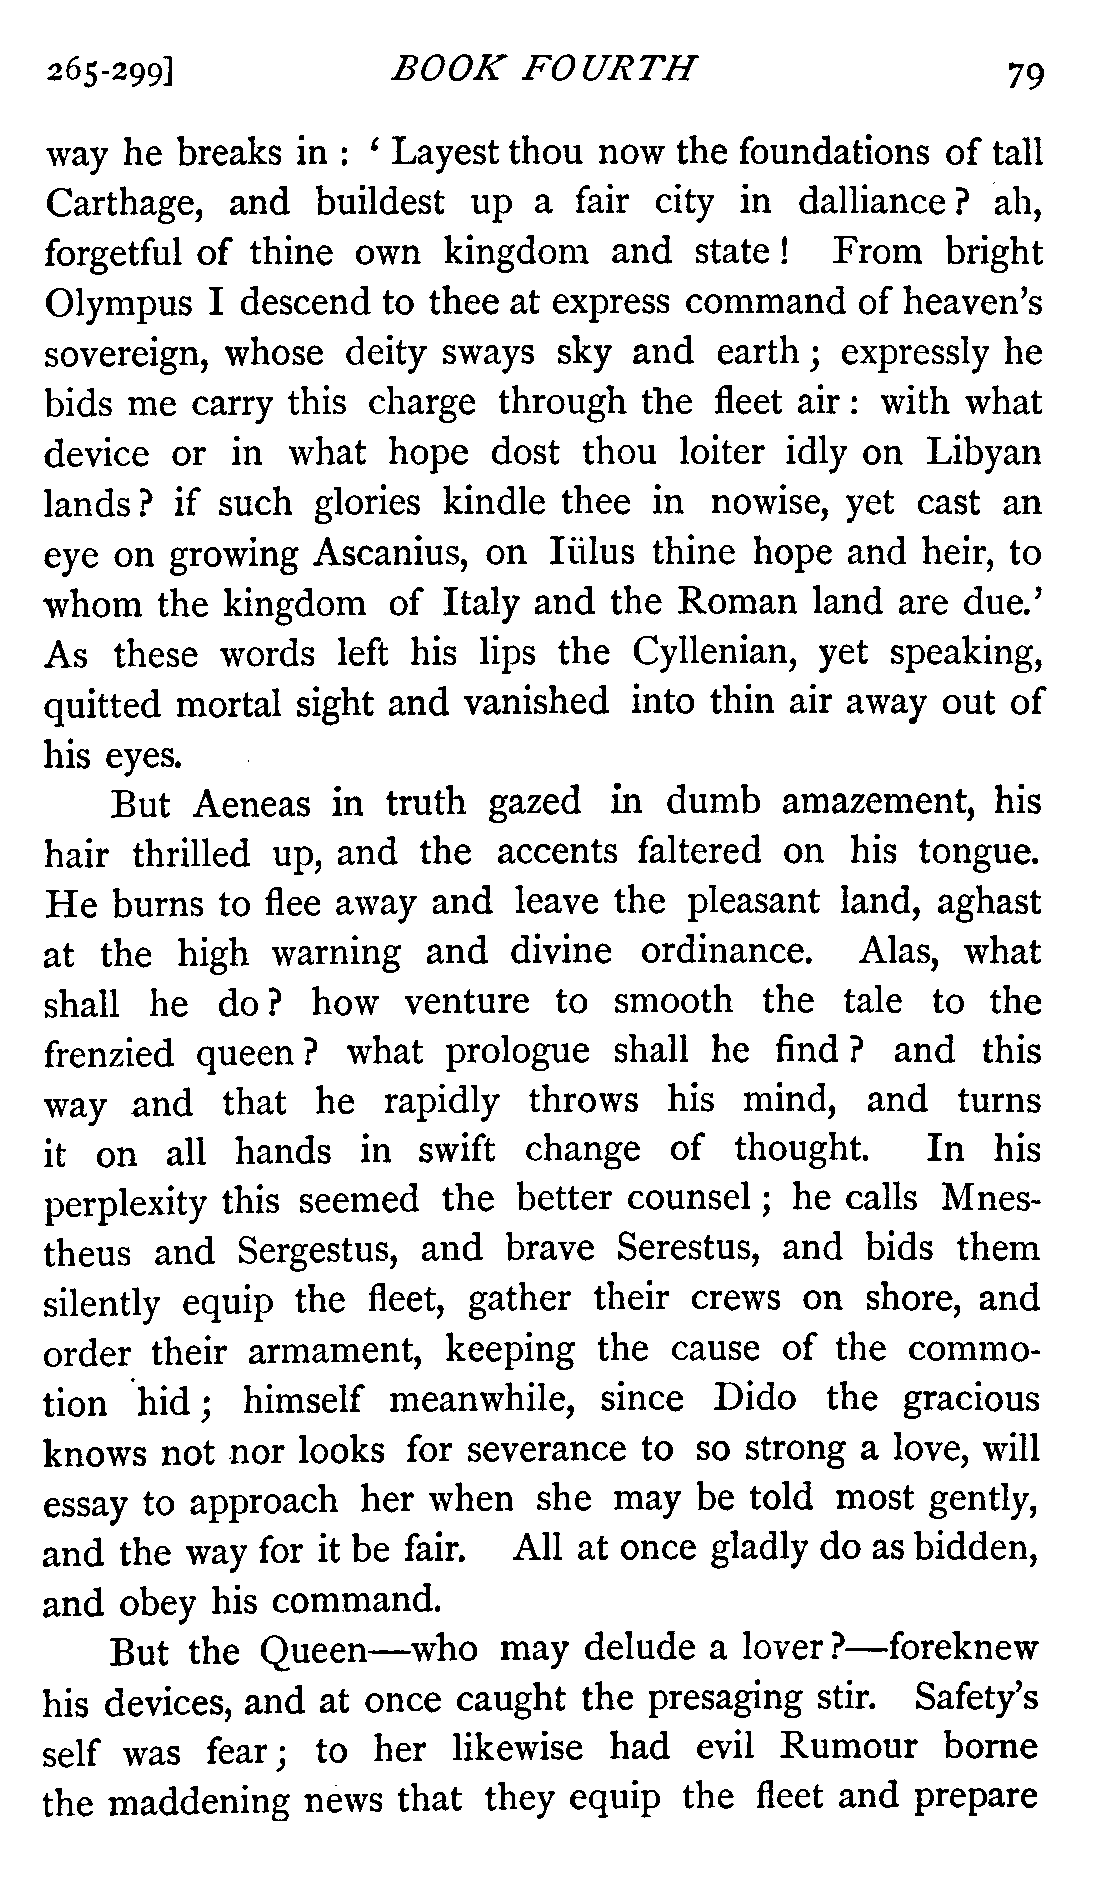 265-299] BOOK FOURTH 79
way he breaks in : ‘ Layest thou now the foundations of tall
Carthage, and buildest up a fair city in dalliance ? ah,
forgetful of thine own kingdom and state ! From bright
Olympus I descend to thee at express command of heaven’s
sovereign, whose deity sways sky and earth ; expressly he
bids me carry this charge through the fleet air : with what
device or in what hope dost thou loiter idly on Libyan
lands ? if such glories kindle thee in nowise, yet cast an
eye on growing Ascanius, on Iülus thine hope and heir, to
whom the kingdom of Italy and the Roman land are due.’
As these words left his lips the Cyllenian, yet speaking,
quitted mortal sight and vanished into thin air away out of
his eyes.
But Aeneas in truth gazed in dumb amazement, his
hair thrilled up, and the accents faltered on his tongue.
He burns to flee away and leave the pleasant land, aghast
at the high warning and divine ordinance. Alas, what
shall he do ? how venture to smooth the tale to the
frenzied queen ? what prologue shall he find ? and this
way and that he rapidly throws his mind, and turns
it on all hands in swift change of thought. In his
perplexity this seemed the better counsel ; he calls Mnes-
theus and Sergestus, and brave Serestus, and bids them
silently equip the fleet, gather their crews on shore, and
order their armament, keeping the cause of the commo-
tion hid ; himself meanwhile, since Dido the gracious
knows not nor looks for severance to so strong a love, will
essay to approach her when she may be told most gently,
and the way for it be fair. All at once gladly do as bidden,
and obey his command.
But the Queen—who may delude a lover ?—foreknew
his devices, and at once caught the presaging stir. Safety’s
self was fear ; to her likewise had evil Rumour borne
the maddening news that they equip the fleet and prepare